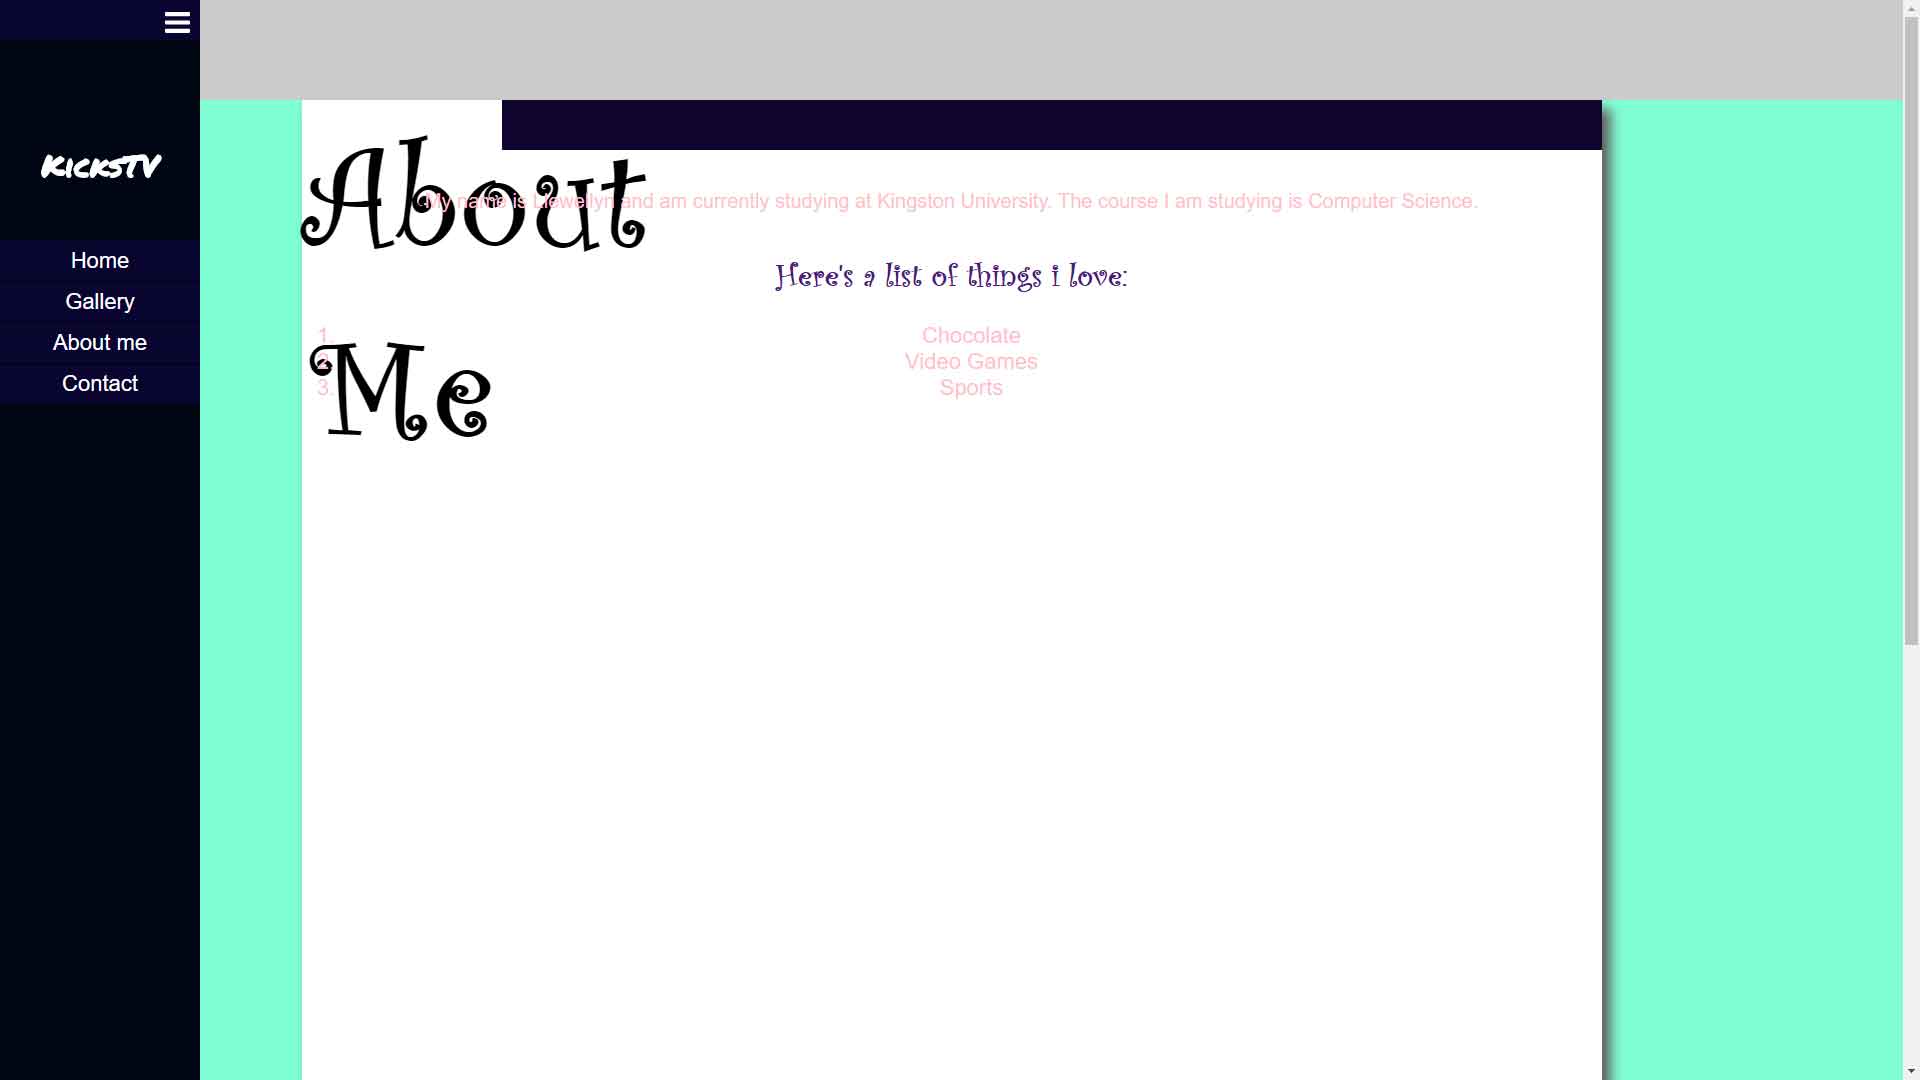 KicksTV
Home
Gallery
About me
Contact
About
Me
My name is Llewellyn and am currently studying at Kingston University. The course I am studying is Computer Science.
Here's a list of things i love:
1. Chocolate
2. Video Games
3. Sports